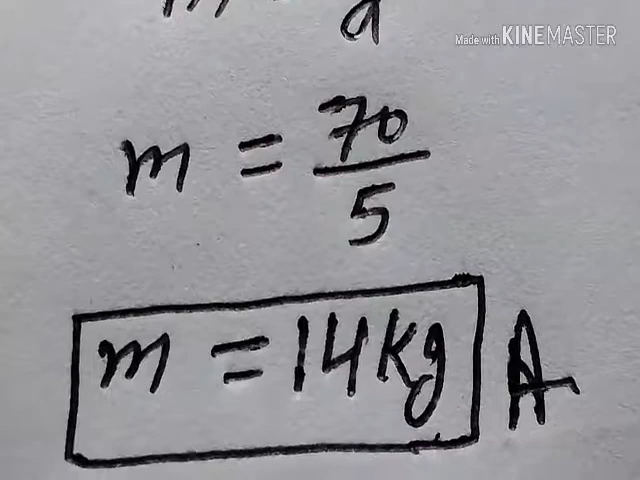 Made with KINEMASTER
m = 70/5
m = 14kg A